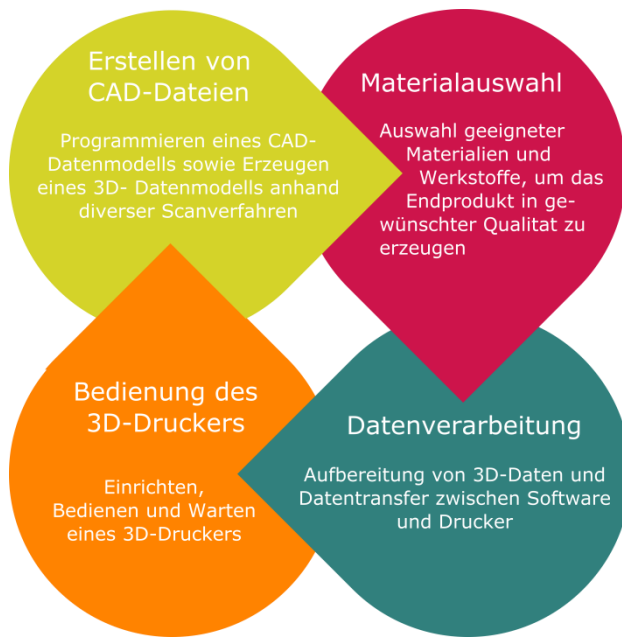 Erstellen von
CAD-Dateien
Programmieren eines CAD-
Datenmodells sowie Erzeugen
eines 3D- Datenmodells anhand
diverser Scanverfahren
Materialauswahl
Auswahl geeigneter
Materialien und
Werkstoffe, um das
Endprodukt in ge-
wünschter Qualitat zu
erzeugen
Bedienung des
3D-Druckers
Einrichten,
Bedienen und Warten
eines 3D-Druckers
Datenverarbeitung
Aufbereitung von 3D-Daten und
Datentransfer zwischen Software
und Drucker